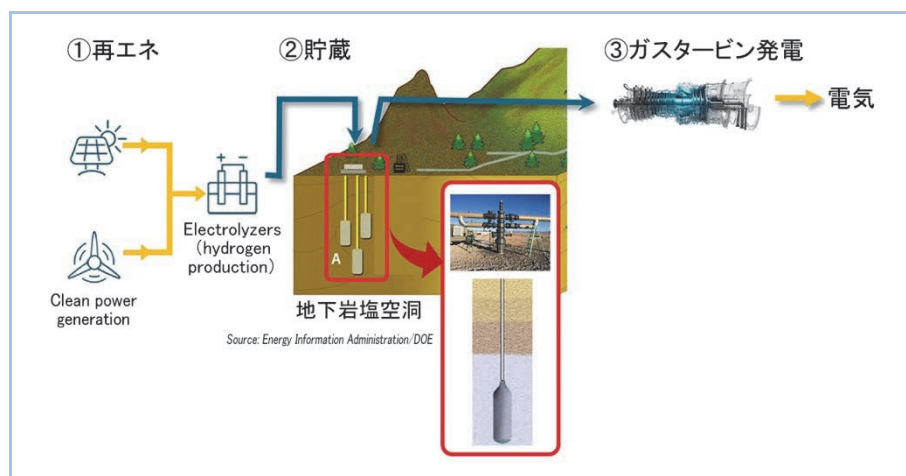 ①再エネ
②貯蔵
③ガスタービン発電
電気
+ -
Electrolyzers
(hydrogen
production)
Clean power
generation
A
地下岩塩空洞
Source: Energy Information Administration/DOE